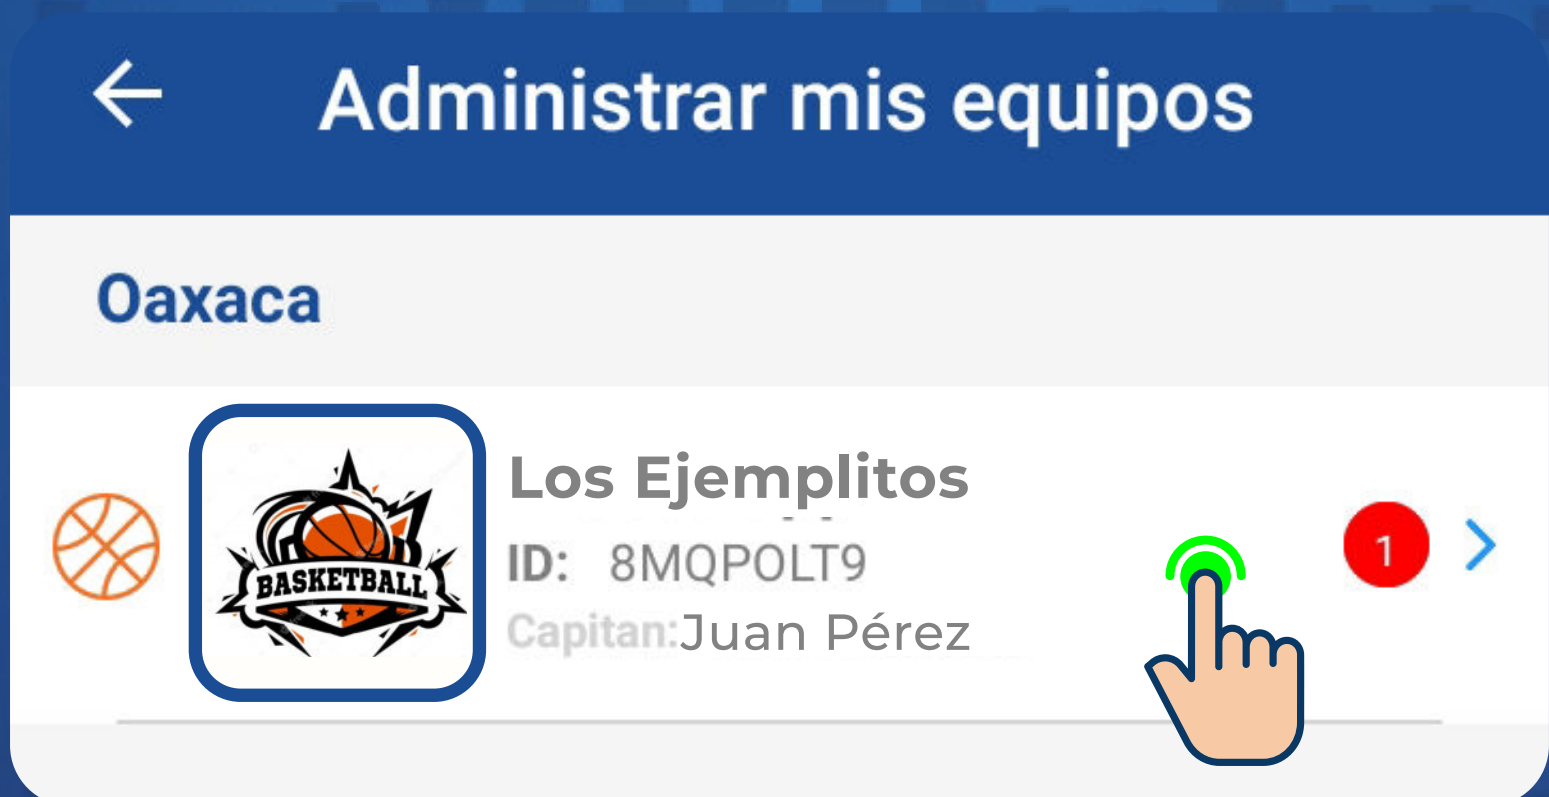 Administrar mis equipos
Oaxaca
BASKETBALL
Los Ejemplitos
ID: 8MQPOLT9
Capitan:Juan Pérez
1